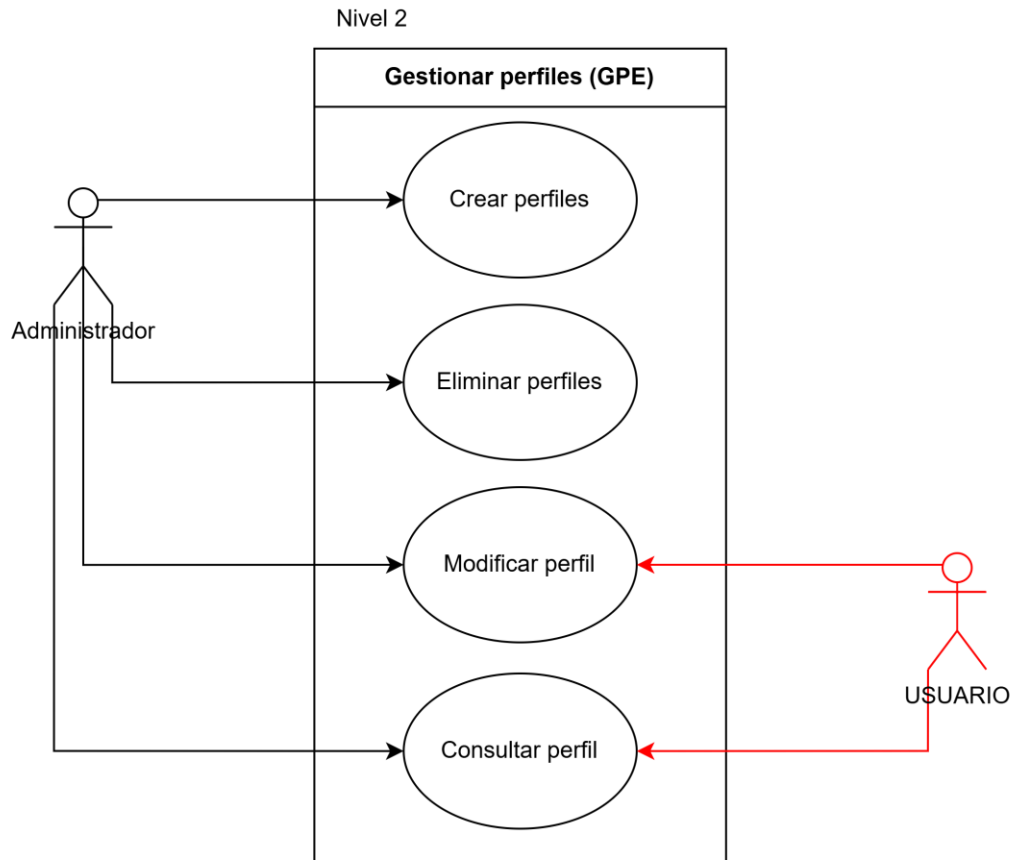 Nivel 2
Gestionar perfiles (GPE)
Crear perfiles
Administrador
Eliminar perfiles
Modificar perfil
USUARIO
Consultar perfil